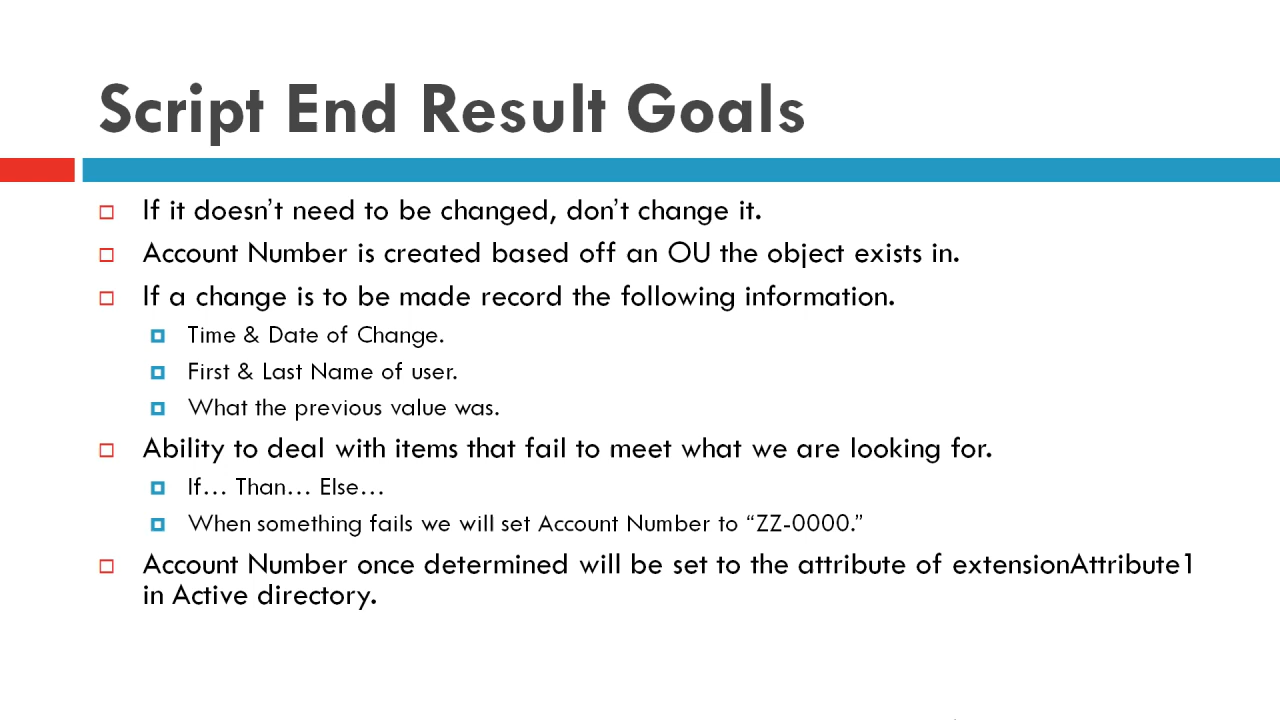 Script End Result Goals
If it doesn’t need to be changed, don’t change it.
Account Number is created based off an OU the object exists in.
If a change is to be made record the following information.
Time & Date of Change.
First & Last Name of user.
What the previous value was.
Ability to deal with items that fail to meet what we are looking for.
If… Than… Else…
When something fails we will set Account Number to “ZZ-0000.”
Account Number once determined will be set to the attribute of extensionAttribute1
in Active directory.